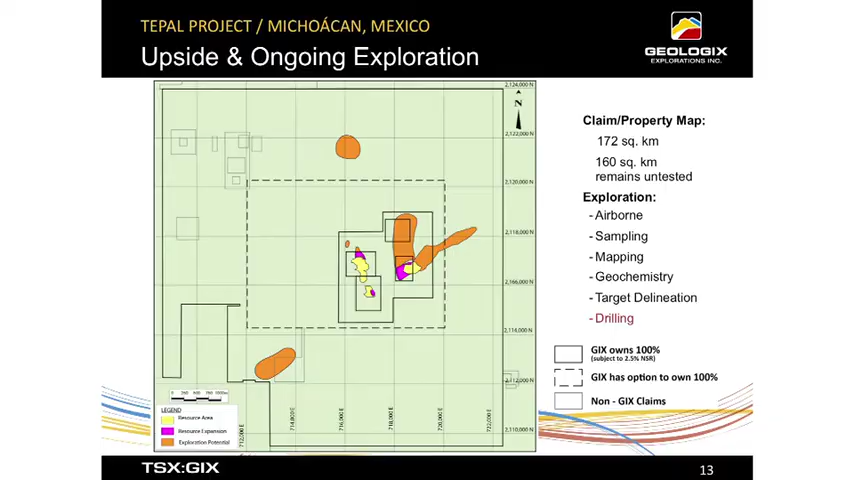 TEPAL PROJECT / MICHOÁCAN, MEXICO
Upside & Ongoing Exploration
GEOLOGIX
EXPLORATIONS INC.
2,124,000 N
N
2,122,000 N
2,120,000 N
2,118,000 N
2,166,000 N
2,114,000 N
2,112,000 N
2,110,000 N
712,000 E
714,000 E
716,000 E
718,000 E
720,000 E
722,000 E
LEGEND
Resource Area
Resource Expansion
Exploration Potential
Claim/Property Map:
172 sq. km
160 sq. km
remains untested
Exploration:
- Airborne
- Sampling
- Mapping
- Geochemistry
- Target Delineation
- Drilling
GIX owns 100%
(subject to 2.5% NSR)
GIX has option to own 100%
Non - GIX Claims
TSX:GIX
13